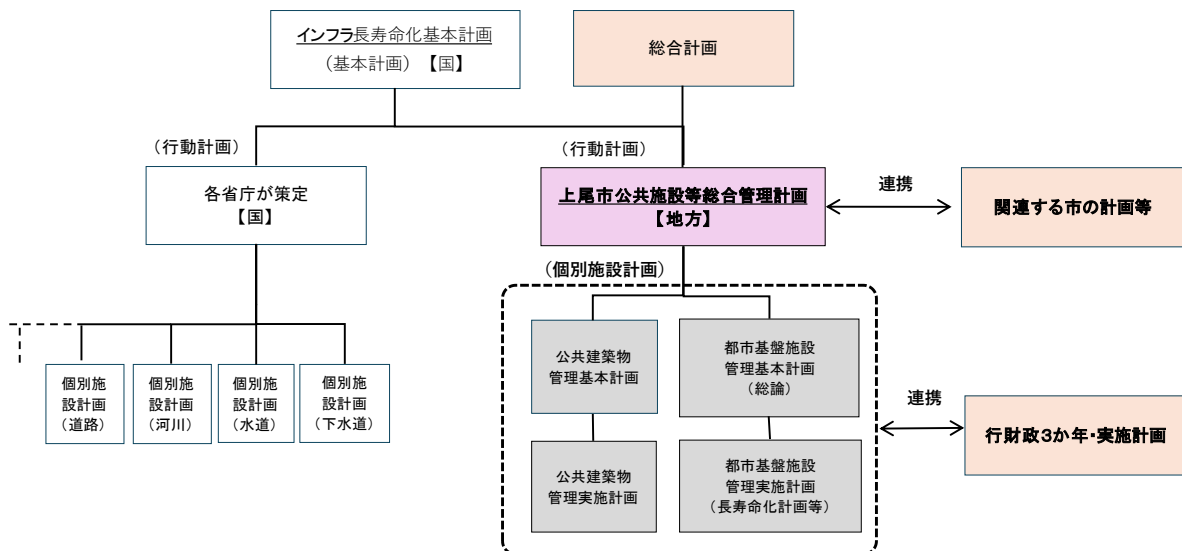 インフラ長寿命化基本計画
（基本計画）【国】
総合計画
（行動計画）
（行動計画）
各省庁が策定
【国】
上尾市公共施設等総合管理計画
【地方】
連携
関連する市の計画等
（個別施設計画）
公共建築物
管理基本計画
都市基盤施設
管理基本計画
（総論）
個別施
設計画
（道路）
個別施
設計画
（河川）
個別施
設計画
（水道）
個別施
設計画
（下水道）
連携
行財政3か年・実施計画
公共建築物
管理実施計画
都市基盤施設
管理実施計画
（長寿命化計画等）